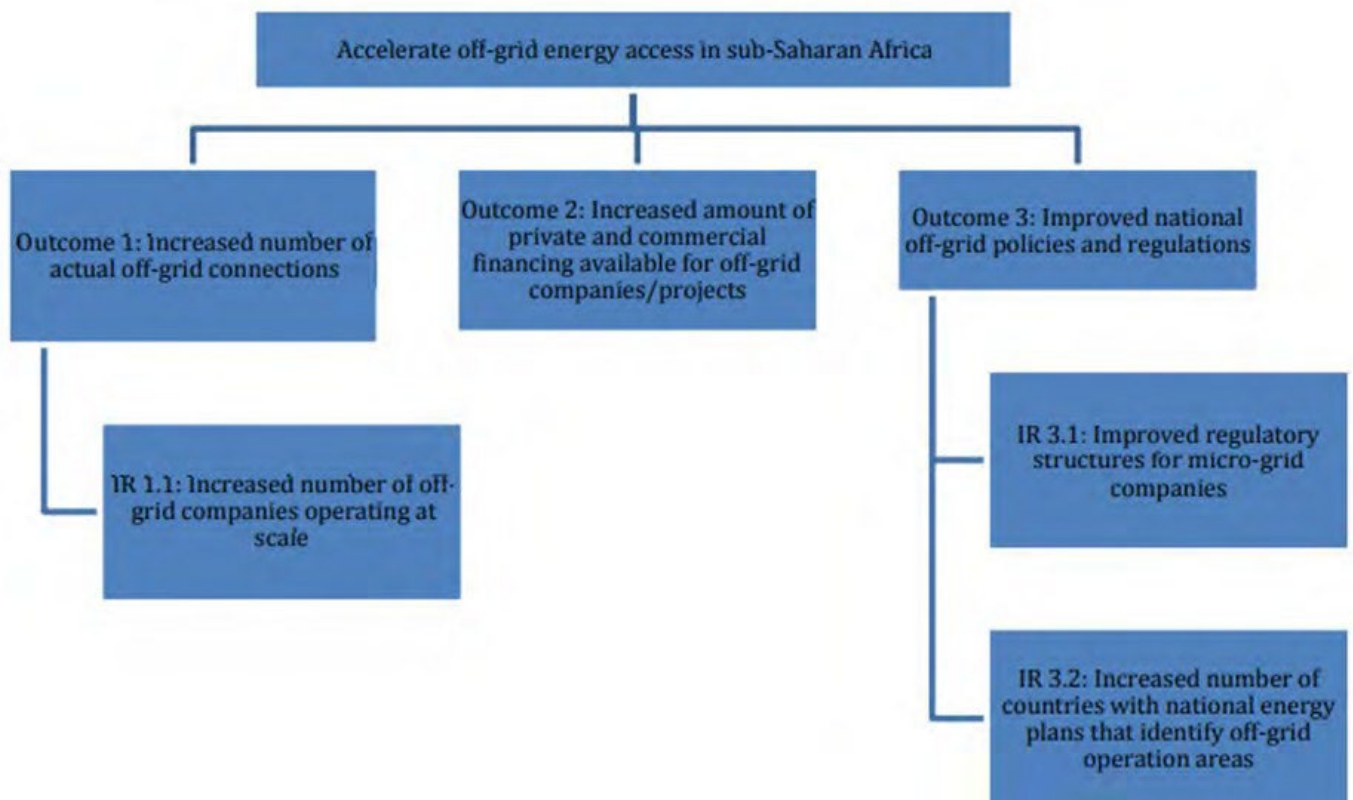 Accelerate off-grid energy access in sub-Saharan Africa
Outcome 1: Increased number of
actual off-grid connections
Outcome 2: Increased amount of
private and commercial
financing available for off-grid
companies/projects
Outcome 3: Improved national
off-grid policies and regulations
IR 1.1: Increased number of off-
grid companies operating at
scale
IR 3.1: Improved regulatory
structures for micro-grid
companies
IR 3.2: Increased number of
countries with national energy
plans that identify off-grid
operation areas